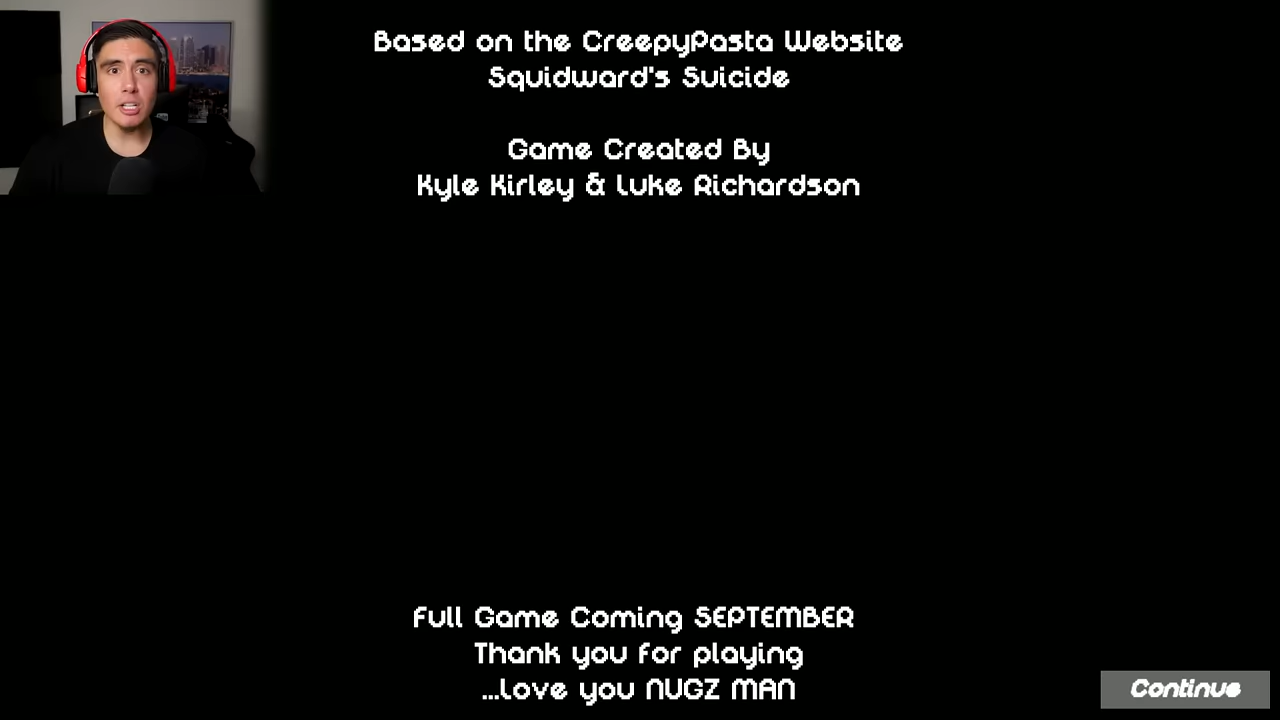 Based on the CreepyPasta Website
Squidward's Suicide
Game Created By
Kyle Kirley & Luke Richardson
Full Game Coming SEPTEMBER
Thank you for playing
...love you NUGZ MAN
Continue